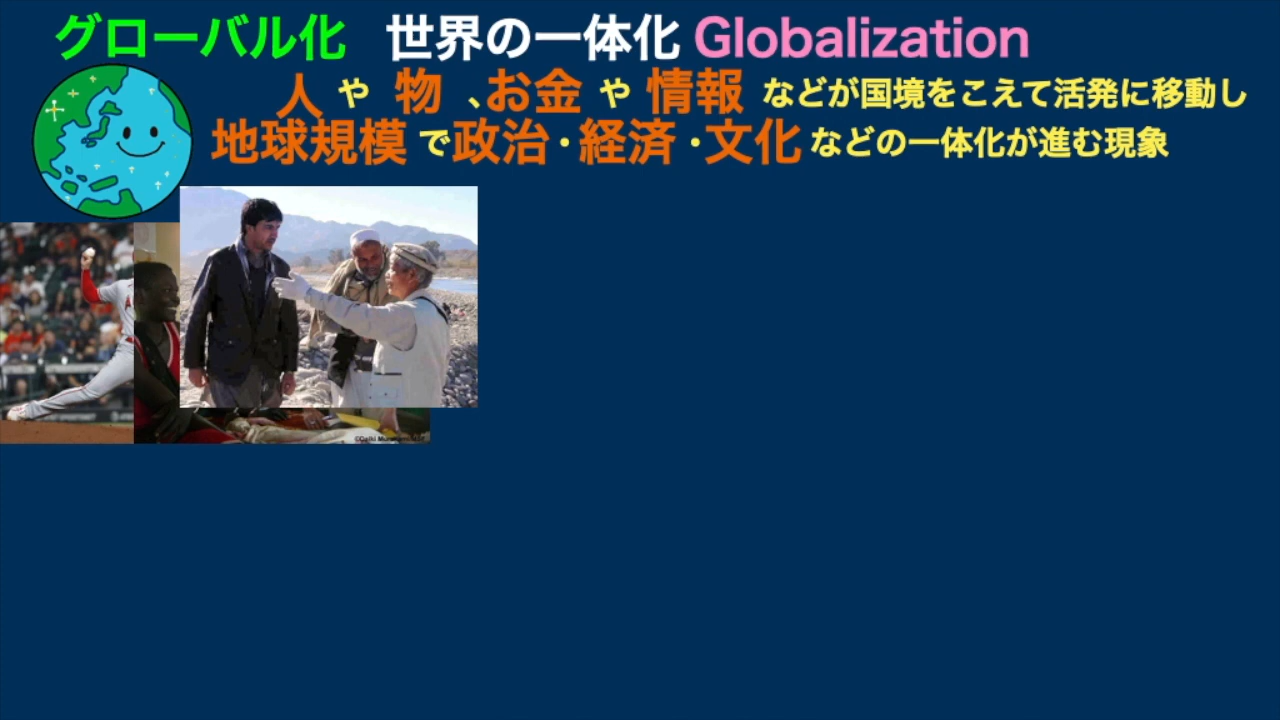 グローバル化 世界の一体化 Globalization
人や物、お金や情報などが国境をこえて活発に移動し
地球規模で政治・経済・文化などの一体化が進む現象